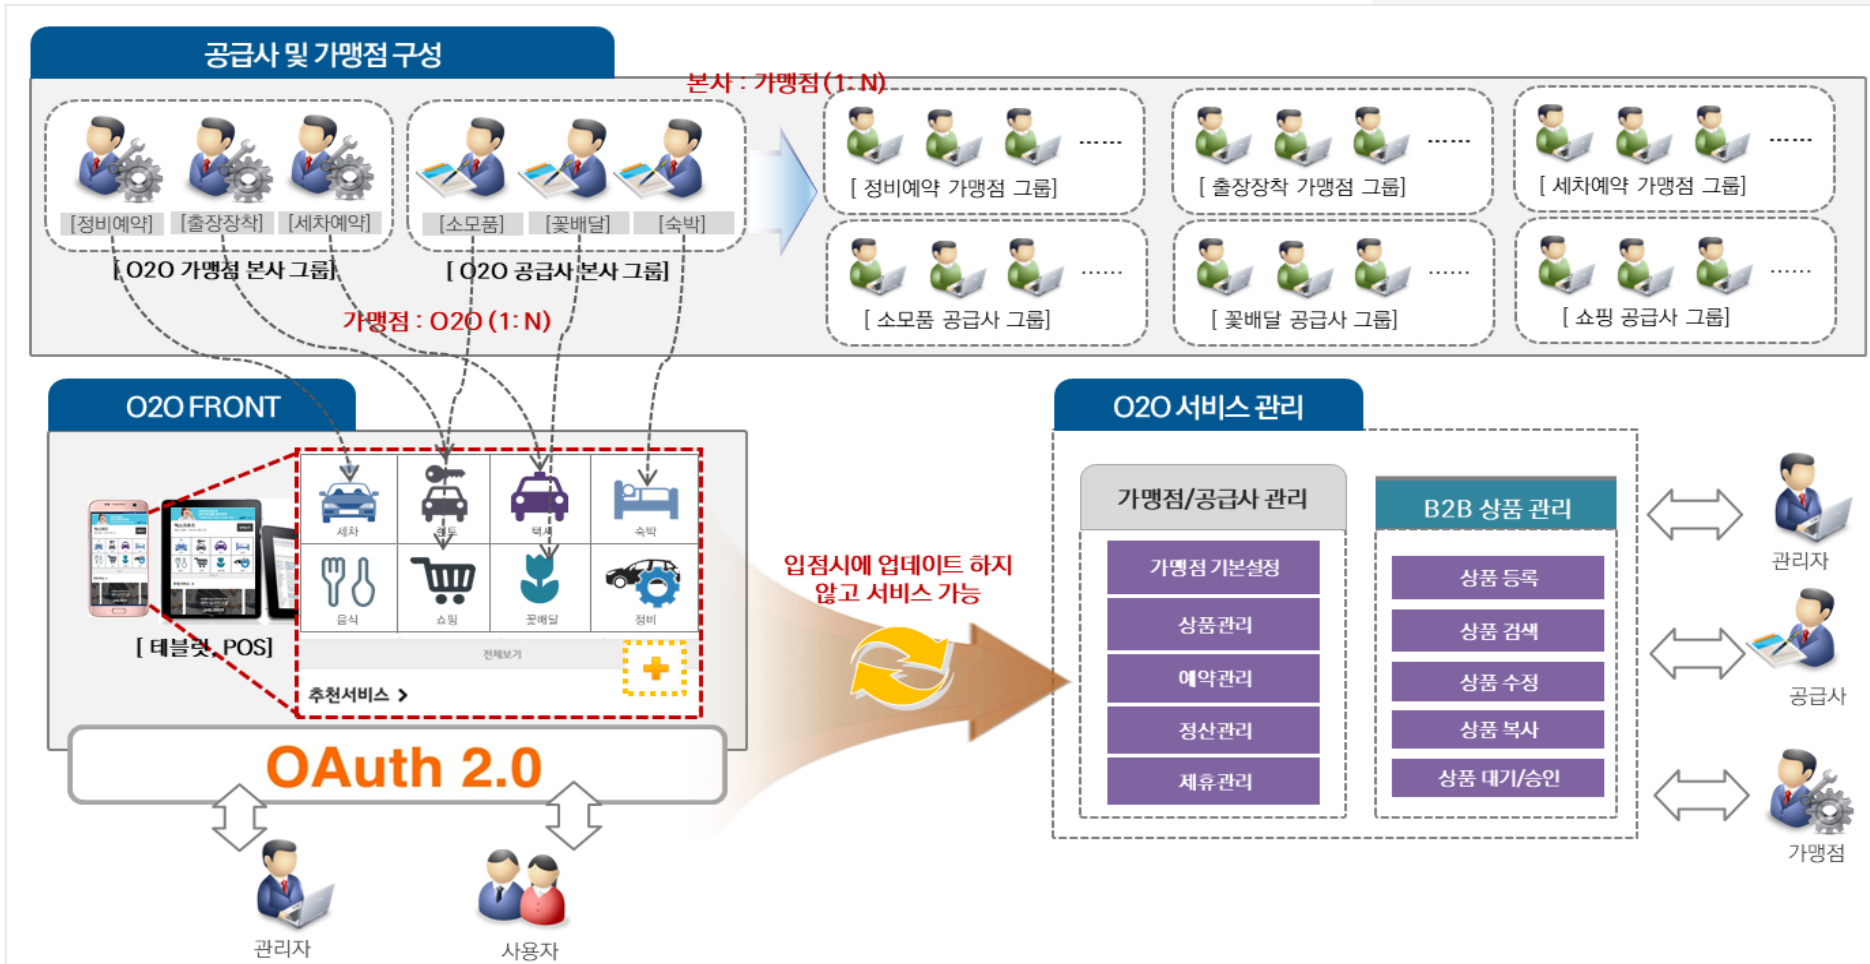 공급사 및 가맹점 구성
본사 : 가맹점 (1: N)
[정비예약] [출장장착] [세차예약]
[ O2O 가맹점 본사 그룹]
[소모품] [꽃배달] [숙박]
[ O2O 공급사 본사 그룹]
......
[ 정비예약 가맹점 그룹]
......
[ 출장장착 가맹점 그룹]
......
[ 세차예약 가맹점 그룹]
......
[ 소모품 공급사 그룹]
......
[ 꽃배달 공급사 그룹]
......
[ 쇼핑 공급사 그룹]
가맹점 : O2O (1: N)
O2O FRONT
세차 렌트 택시 숙박
음식 쇼핑 꽃배달 정비
전체보기
추천서비스 >
[ 테블릿, POS]
OAuth 2.0
관리자
사용자
입점시에 업데이트 하지
않고 서비스 가능
O2O 서비스 관리
가맹점/공급사 관리
가맹점 기본설정
상품관리
예약관리
정산관리
제휴관리
B2B 상품 관리
상품 등록
상품 검색
상품 수정
상품 복사
상품 대기/승인
관리자
공급사
가맹점